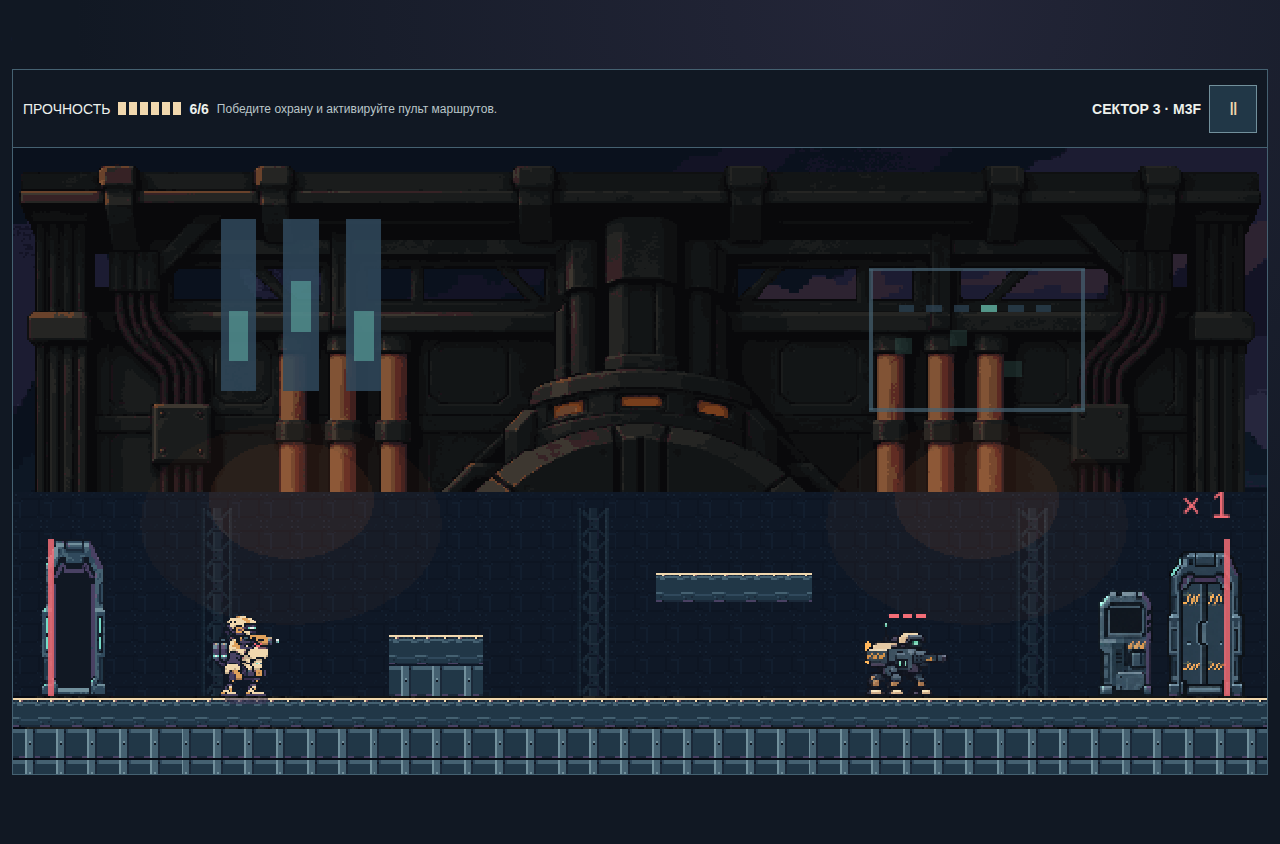 ПРОЧНОСТЬ 6/6 Победите охрану и активируйте пульт маршрутов.
СЕКТОР 3 · M3F
× 1